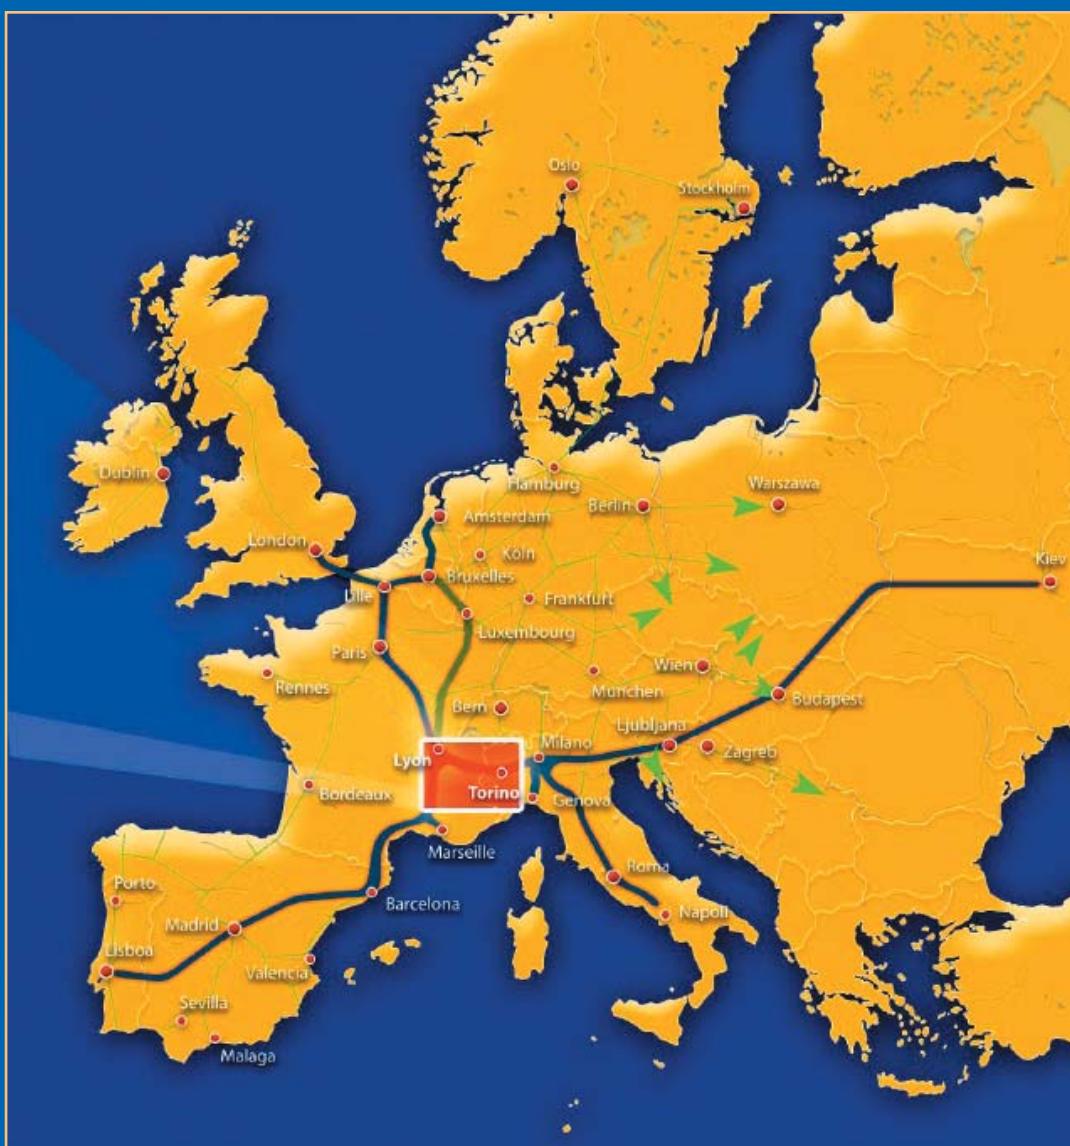 Oslo
Stockholm
Dublin
Hamburg
Berlin
Warszawa
Amsterdam
London
Köln
Kiev
Bruxelles
Lille
Frankfurt
Luxembourg
Paris
Rennes
Wien
München
Budapest
Bern
Ljubljana
Milano
Zagreb
Lyon
Torino
Bordeaux
Genova
Marseille
Roma
Porto
Barcelona
Napoli
Madrid
Lisboa
Valencia
Sevilla
Malaga